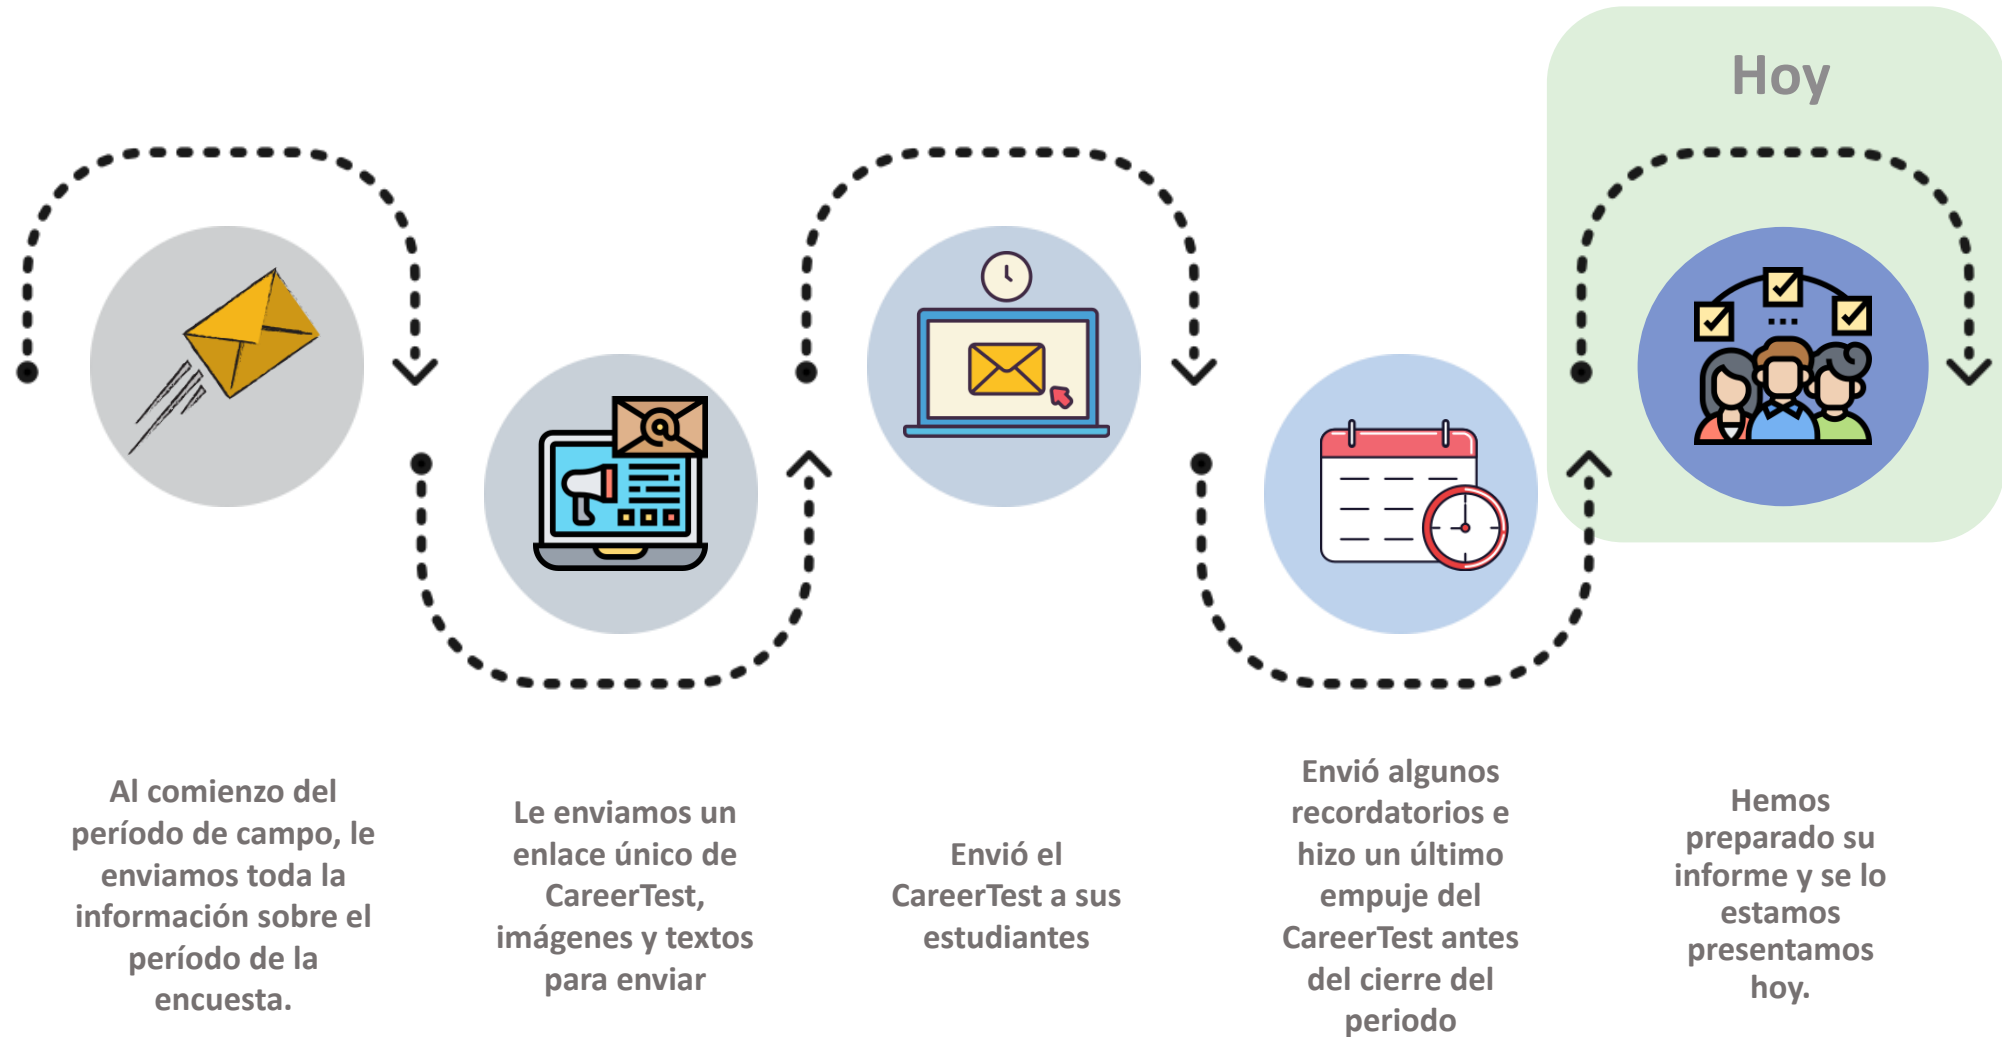 Hoy
Al comienzo del
período de campo, le
enviamos toda la
información sobre el
período de la
encuesta.
Le enviamos un
enlace único de
CareerTest,
imágenes y textos
para enviar
Envió el
CareerTest a sus
estudiantes
Envió algunos
recordatorios e
hizo un último
empuje del
CareerTest antes
del cierre del
periodo
Hemos
preparado su
informe y se lo
estamos
presentamos
hoy.